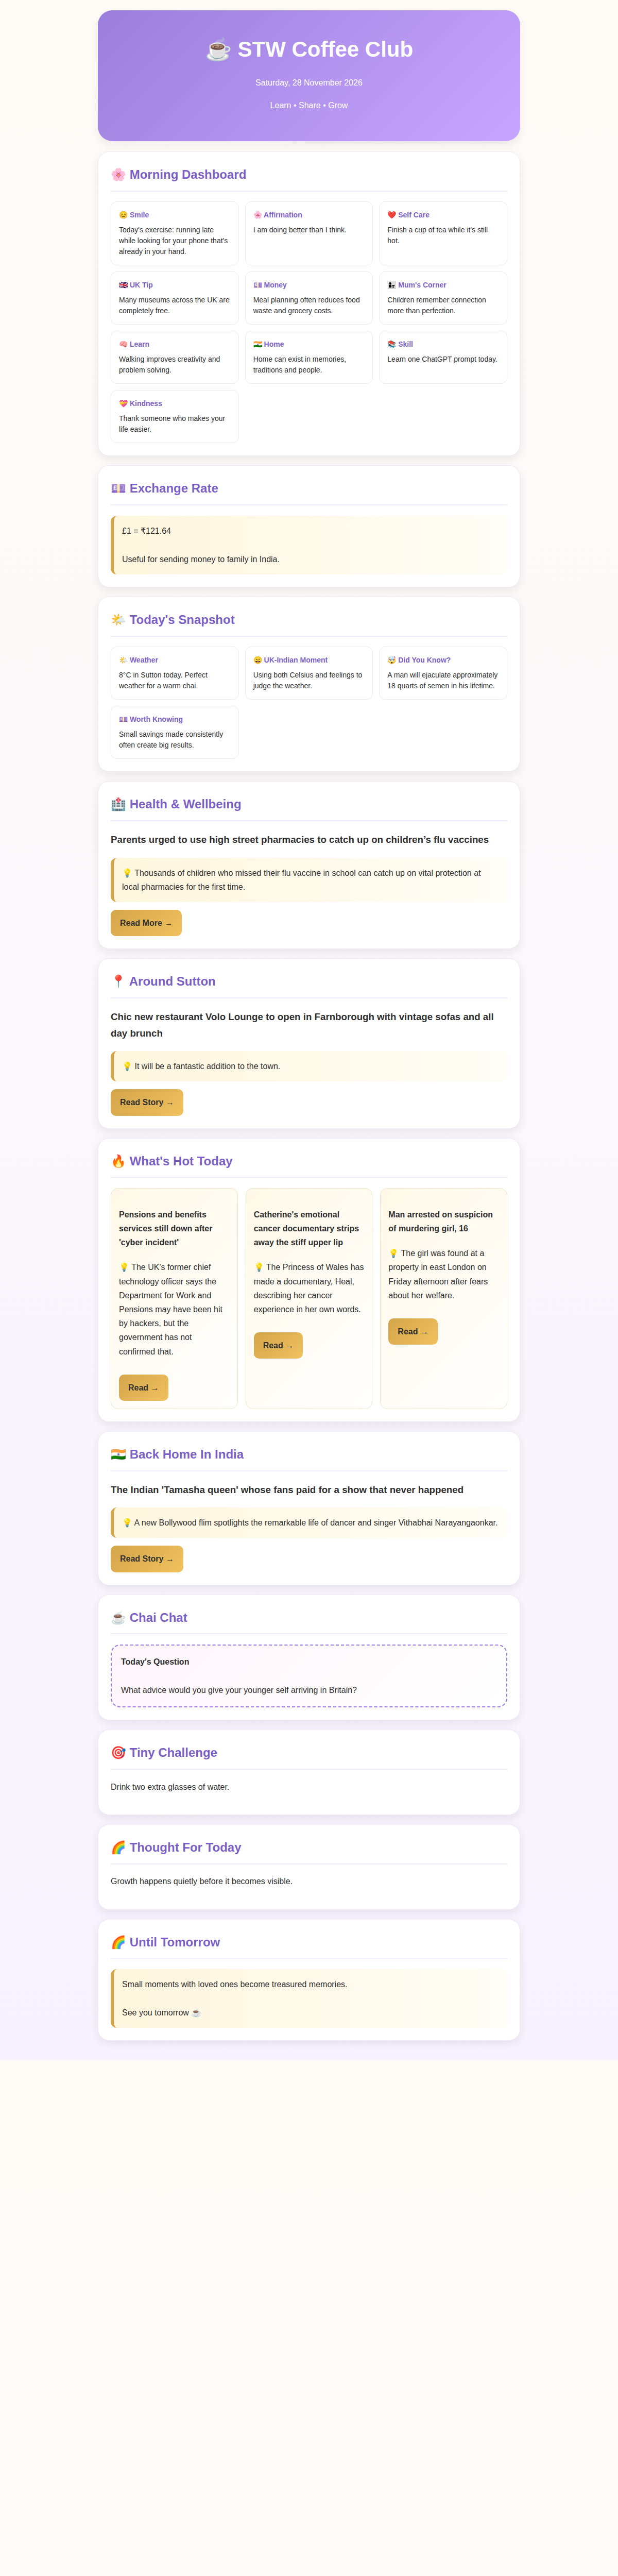 ☕ STW Coffee Club
Saturday, 28 November 2026
Learn • Share • Grow
🌸 Morning Dashboard
😊 Smile
Today's exercise: running late
while looking for your phone that's
already in your hand.
🌸 Affirmation
I am doing better than I think.
❤️ Self Care
Finish a cup of tea while it's still
hot.
🇬🇧 UK Tip
Many museums across the UK are
completely free.
💷 Money
Meal planning often reduces food
waste and grocery costs.
👩‍👧 Mum's Corner
Children remember connection
more than perfection.
🧠 Learn
Walking improves creativity and
problem solving.
🇮🇳 Home
Home can exist in memories,
traditions and people.
📚 Skill
Learn one ChatGPT prompt today.
💝 Kindness
Thank someone who makes your
life easier.
💷 Exchange Rate
£1 = ₹121.64
Useful for sending money to family in India.
🌤️ Today's Snapshot
🌤️ Weather
8°C in Sutton today. Perfect
weather for a warm chai.
😄 UK-Indian Moment
Using both Celsius and feelings to
judge the weather.
🤯 Did You Know?
A man will ejaculate approximately
18 quarts of semen in his lifetime.
💷 Worth Knowing
Small savings made consistently
often create big results.
🏥 Health & Wellbeing
Parents urged to use high street pharmacies to catch up on children's flu vaccines
💡 Thousands of children who missed their flu vaccine in school can catch up on vital protection at
local pharmacies for the first time.
Read More →
📍 Around Sutton
Chic new restaurant Volo Lounge to open in Farnborough with vintage sofas and all
day brunch
💡 It will be a fantastic addition to the town.
Read Story →
🔥 What's Hot Today
Pensions and benefits
services still down after
'cyber incident'
💡 The UK's former chief
technology officer says the
Department for Work and
Pensions may have been hit
by hackers, but the
government has not
confirmed that.
Read →
Catherine's emotional
cancer documentary strips
away the stiff upper lip
💡 The Princess of Wales has
made a documentary, Heal,
describing her cancer
experience in her own words.
Read →
Man arrested on suspicion
of murdering girl, 16
💡 The girl was found at a
property in east London on
Friday afternoon after fears
about her welfare.
Read →
🇮🇳 Back Home In India
The Indian 'Tamasha queen' whose fans paid for a show that never happened
💡 A new Bollywood flim spotlights the remarkable life of dancer and singer Vithabhai Narayangaonkar.
Read Story →
☕ Chai Chat
Today's Question
What advice would you give your younger self arriving in Britain?
🎯 Tiny Challenge
Drink two extra glasses of water.
🌈 Thought For Today
Growth happens quietly before it becomes visible.
🌈 Until Tomorrow
Small moments with loved ones become treasured memories.
See you tomorrow ☕